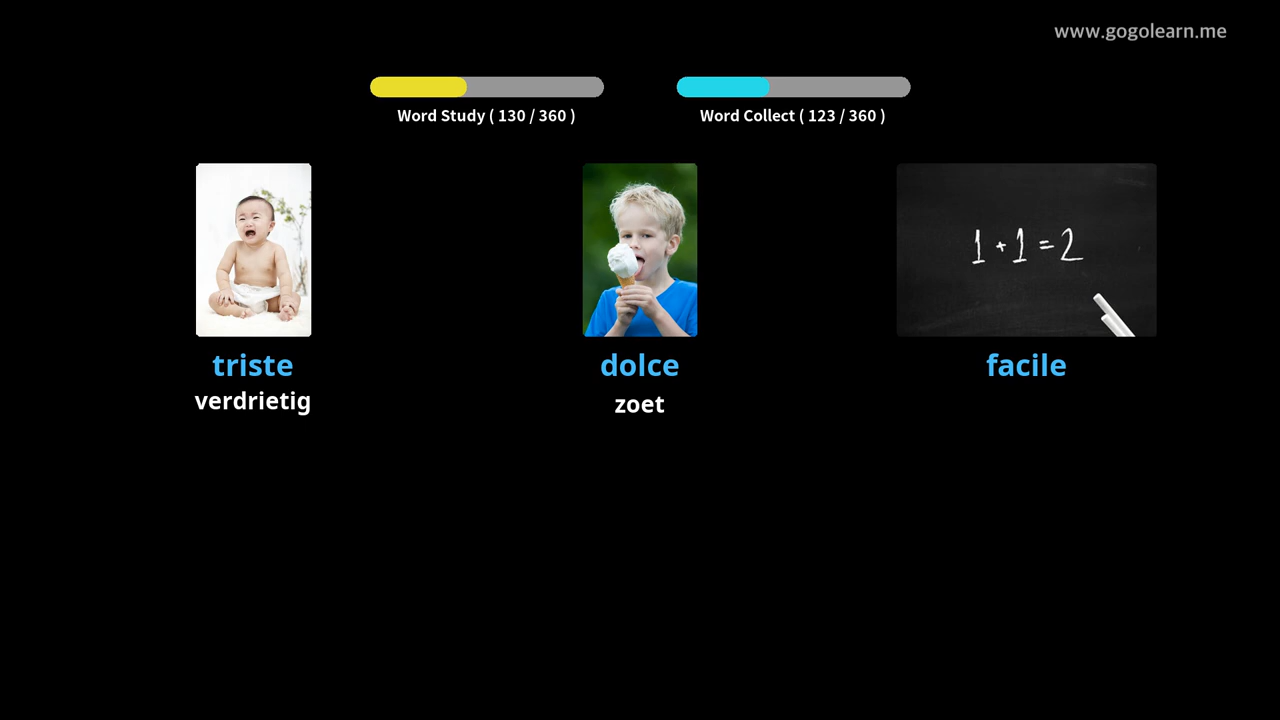 www.gogolearn.me
Word Study ( 130 / 360 )
Word Collect ( 123 / 360 )
1 + 1 = 2
triste
dolce
facile
verdrietig
zoet